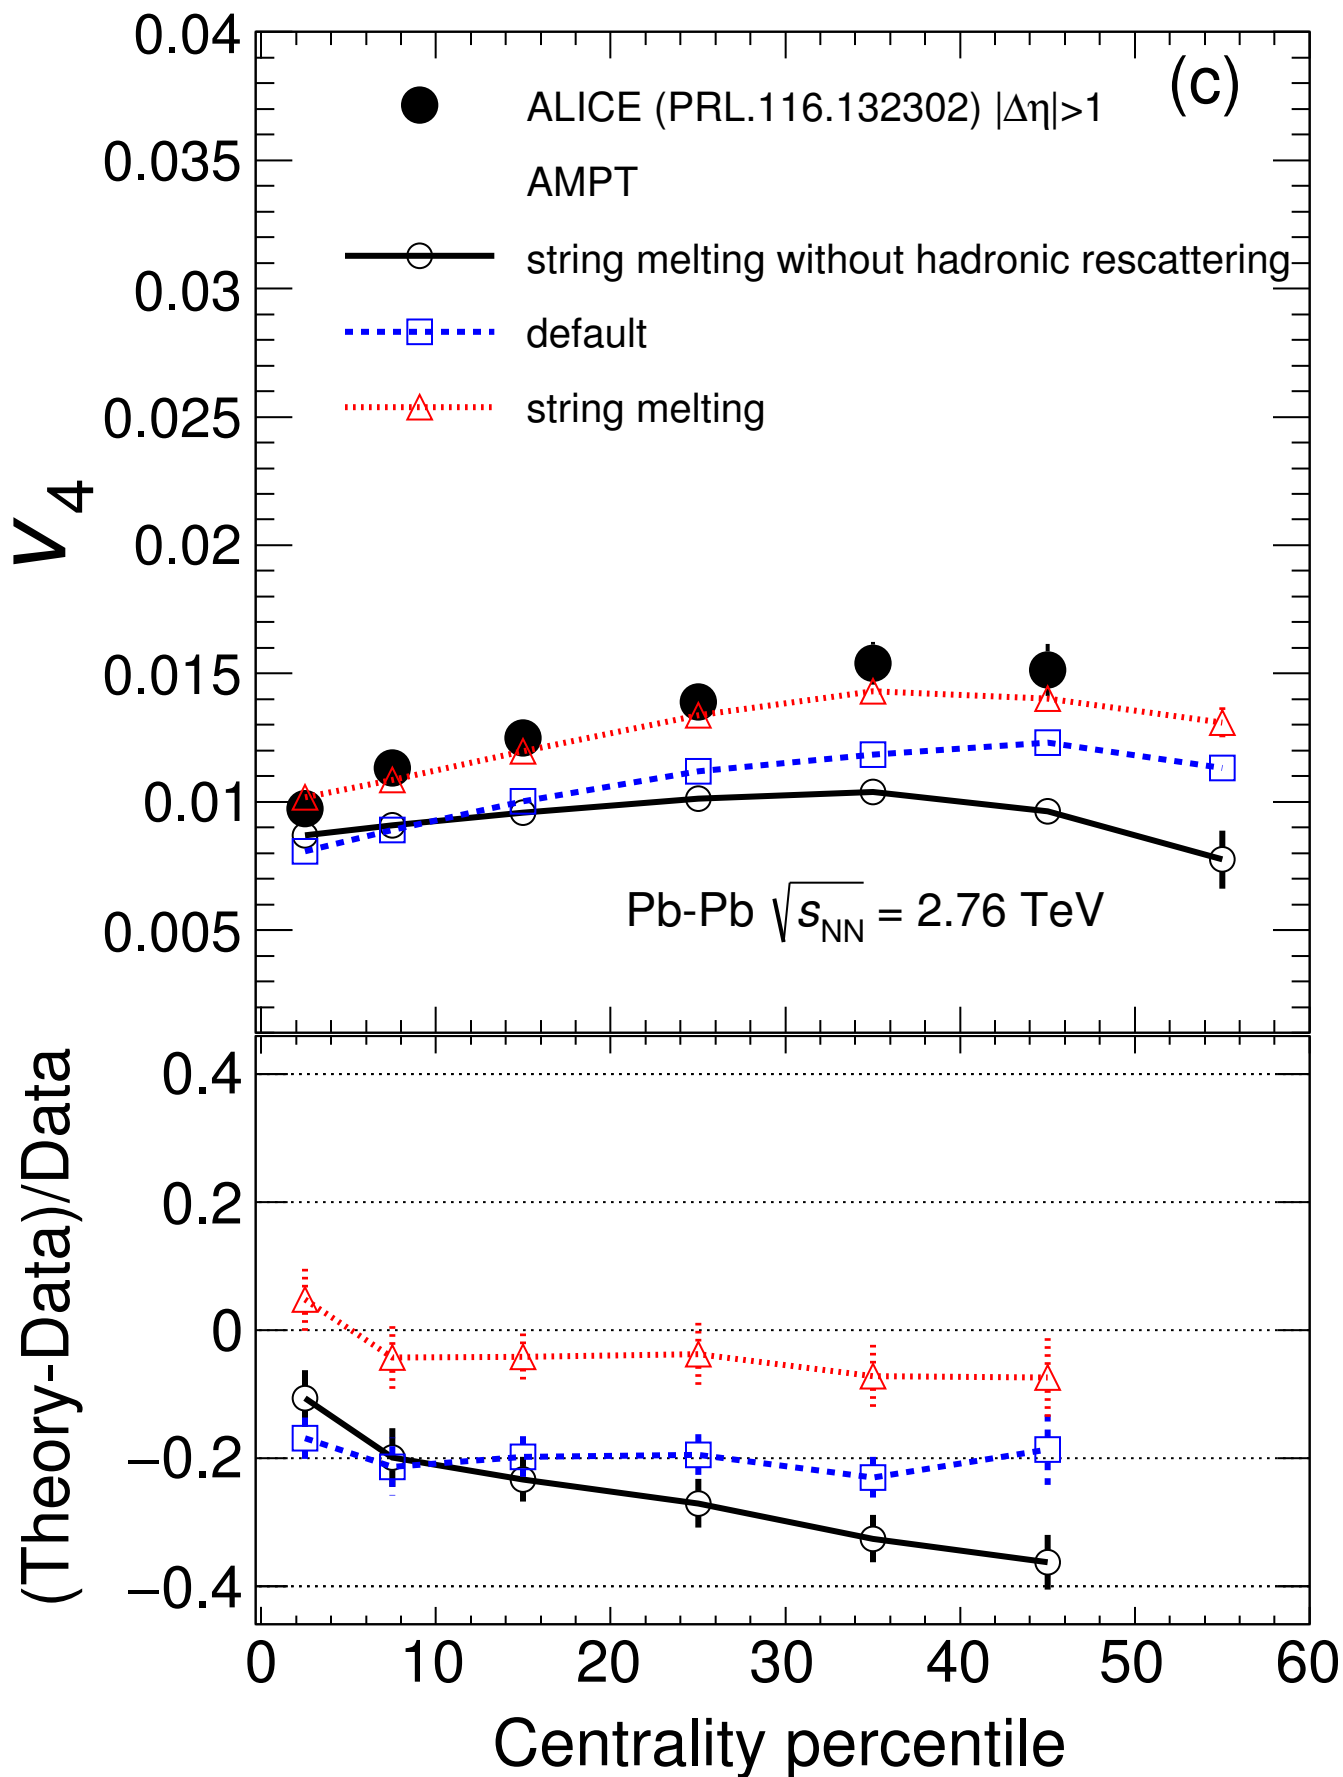 0.04
0.035
0.03
0.025
0.02
0.015
0.01
0.005
v4
(c)
ALICE (PRL.116.132302) |Δη|>1
AMPT
string melting without hadronic rescattering
default
string melting
Pb-Pb √sNN = 2.76 TeV
(Theory-Data)/Data
0.4
0.2
0
−0.2
−0.4
0 10 20 30 40 50 60
Centrality percentile